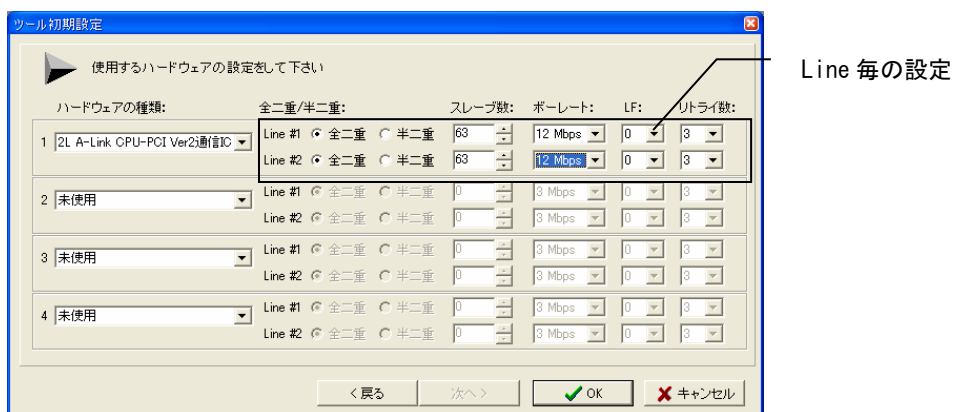 ツール初期設定
使用するハードウェアの設定をして下さい
Line 毎の設定
ハードウェアの種類: 全二重/半二重: スレーブ数: ボーレート: LF: リトライ数:
1 2L A-Link CPU-PCI Ver2通信IC Line #1 全二重 半二重 63 12 Mbps 0 3
Line #2 全二重 半二重 63 12 Mbps 0 3
2 未使用 Line #1 全二重 半二重 0 3 Mbps 0 3
Line #2 全二重 半二重 0 3 Mbps 0 3
3 未使用 Line #1 全二重 半二重 0 3 Mbps 0 3
Line #2 全二重 半二重 0 3 Mbps 0 3
4 未使用 Line #1 全二重 半二重 0 3 Mbps 0 3
Line #2 全二重 半二重 0 3 Mbps 0 3
< 戻る 次へ > OK キャンセル